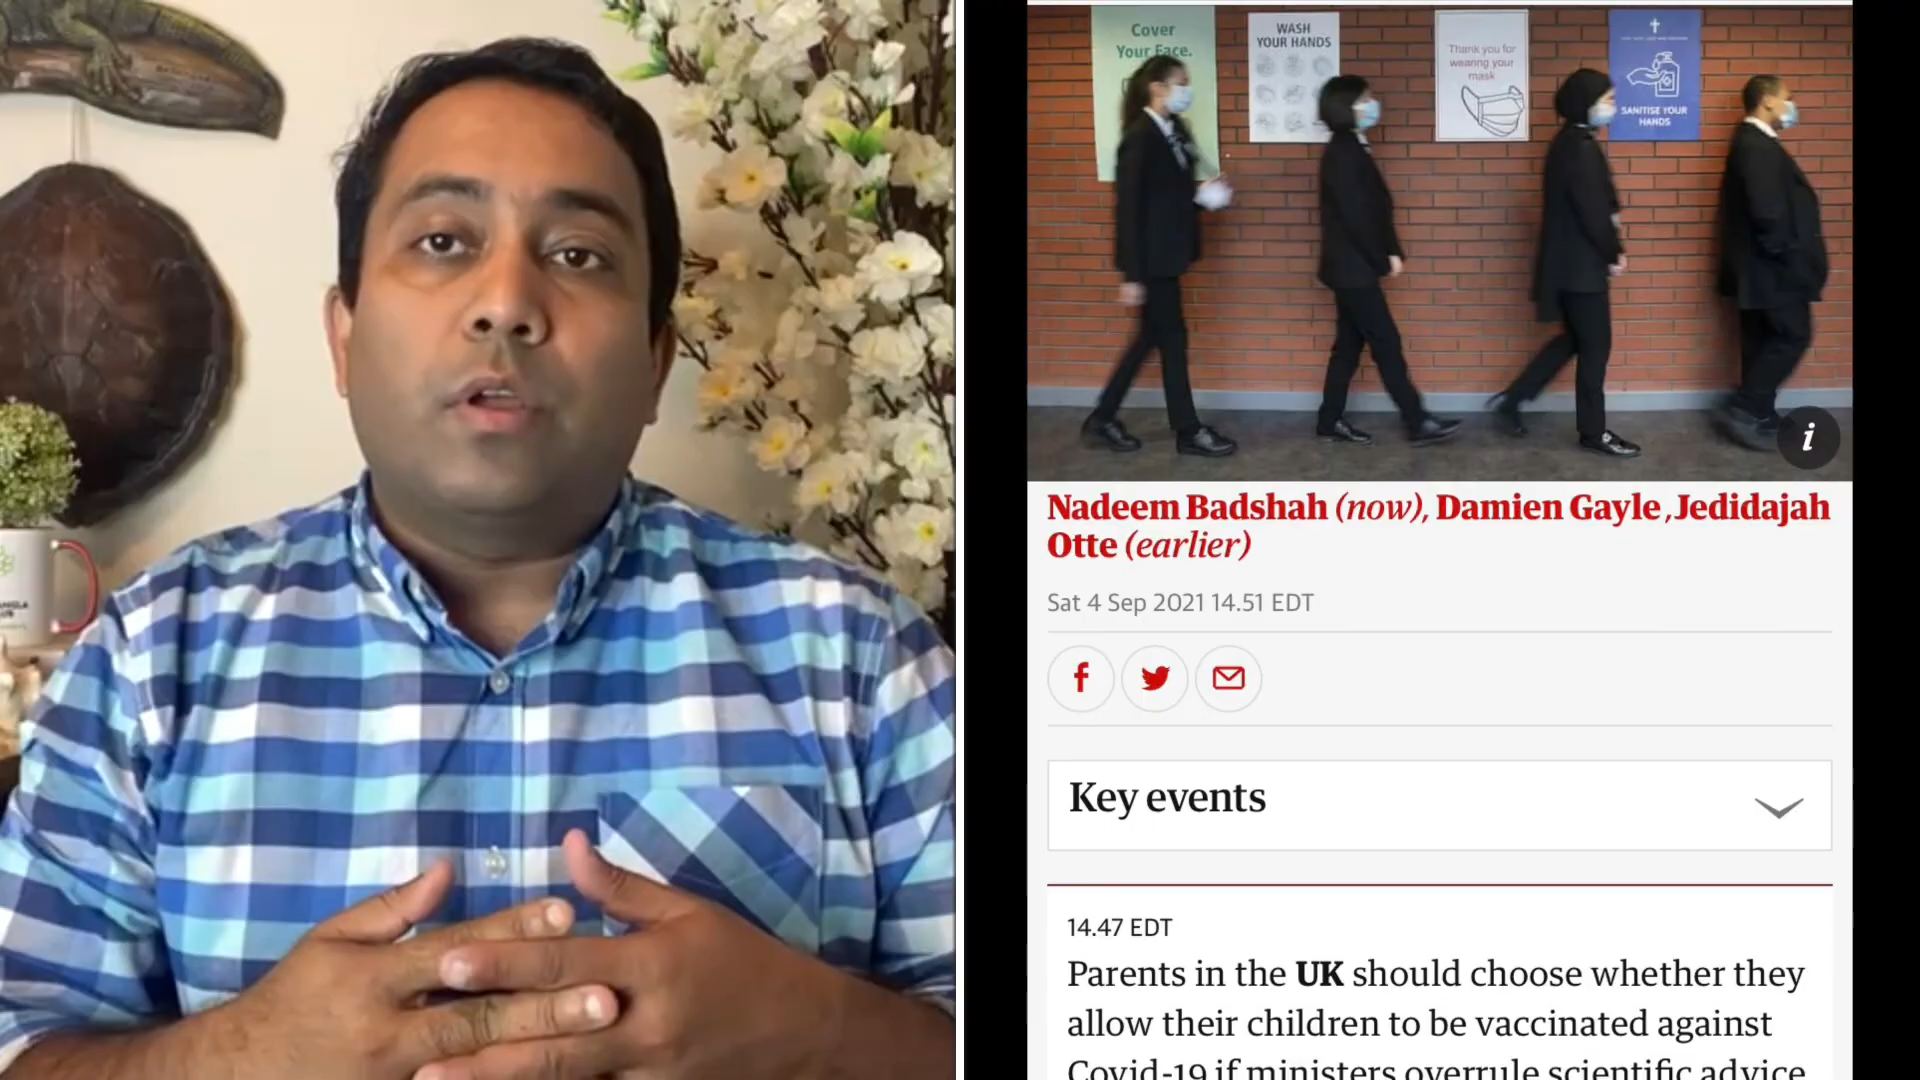 Cover
Your Face.
WASH
YOUR HANDS
Thank you for
wearing your
mask
SANITISE YOUR
HANDS
i
Nadeem Badshah (now), Damien Gayle, Jedidajah
Otte (earlier)
Sat 4 Sep 2021 14.51 EDT
Key events
14.47 EDT
Parents in the UK should choose whether they
allow their children to be vaccinated against
Covid-19 if ministers overrule scientific advice